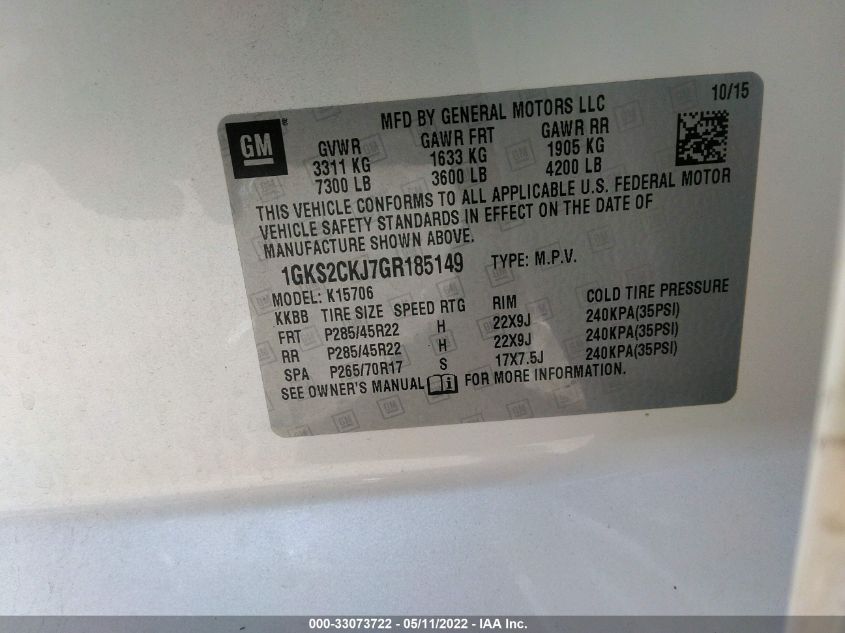 MFD BY GENERAL MOTORS LLC 10/15
GM
GVWR GAWR FRT GAWR RR
3311 KG 1633 KG 1905 KG
7300 LB 3600 LB 4200 LB
THIS VEHICLE CONFORMS TO ALL APPLICABLE U.S. FEDERAL MOTOR
VEHICLE SAFETY STANDARDS IN EFFECT ON THE DATE OF
MANUFACTURE SHOWN ABOVE.
1GKS2CKJ7GR185149 TYPE: M.P.V.
MODEL: K15706
KKBB TIRE SIZE SPEED RTG RIM COLD TIRE PRESSURE
FRT P285/45R22 H 22X9J 240KPA(35PSI)
RR P285/45R22 H 22X9J 240KPA(35PSI)
SPA P265/70R17 S 17X7.5J 240KPA(35PSI)
SEE OWNER'S MANUAL i FOR MORE INFORMATION.
000-33073722 - 05/11/2022 - IAA Inc.